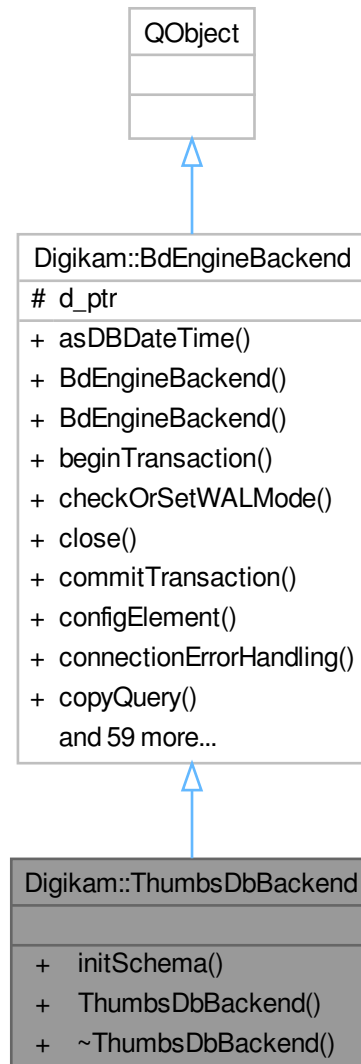 QObject
Digikam::BdEngineBackend
# d_ptr
+ asDBDateTime()
+ BdEngineBackend()
+ BdEngineBackend()
+ beginTransaction()
+ checkOrSetWALMode()
+ close()
+ commitTransaction()
+ configElement()
+ connectionErrorHandling()
+ copyQuery()
and 59 more...
Digikam::ThumbsDbBackend
+ initSchema()
+ ThumbsDbBackend()
+ ~ThumbsDbBackend()